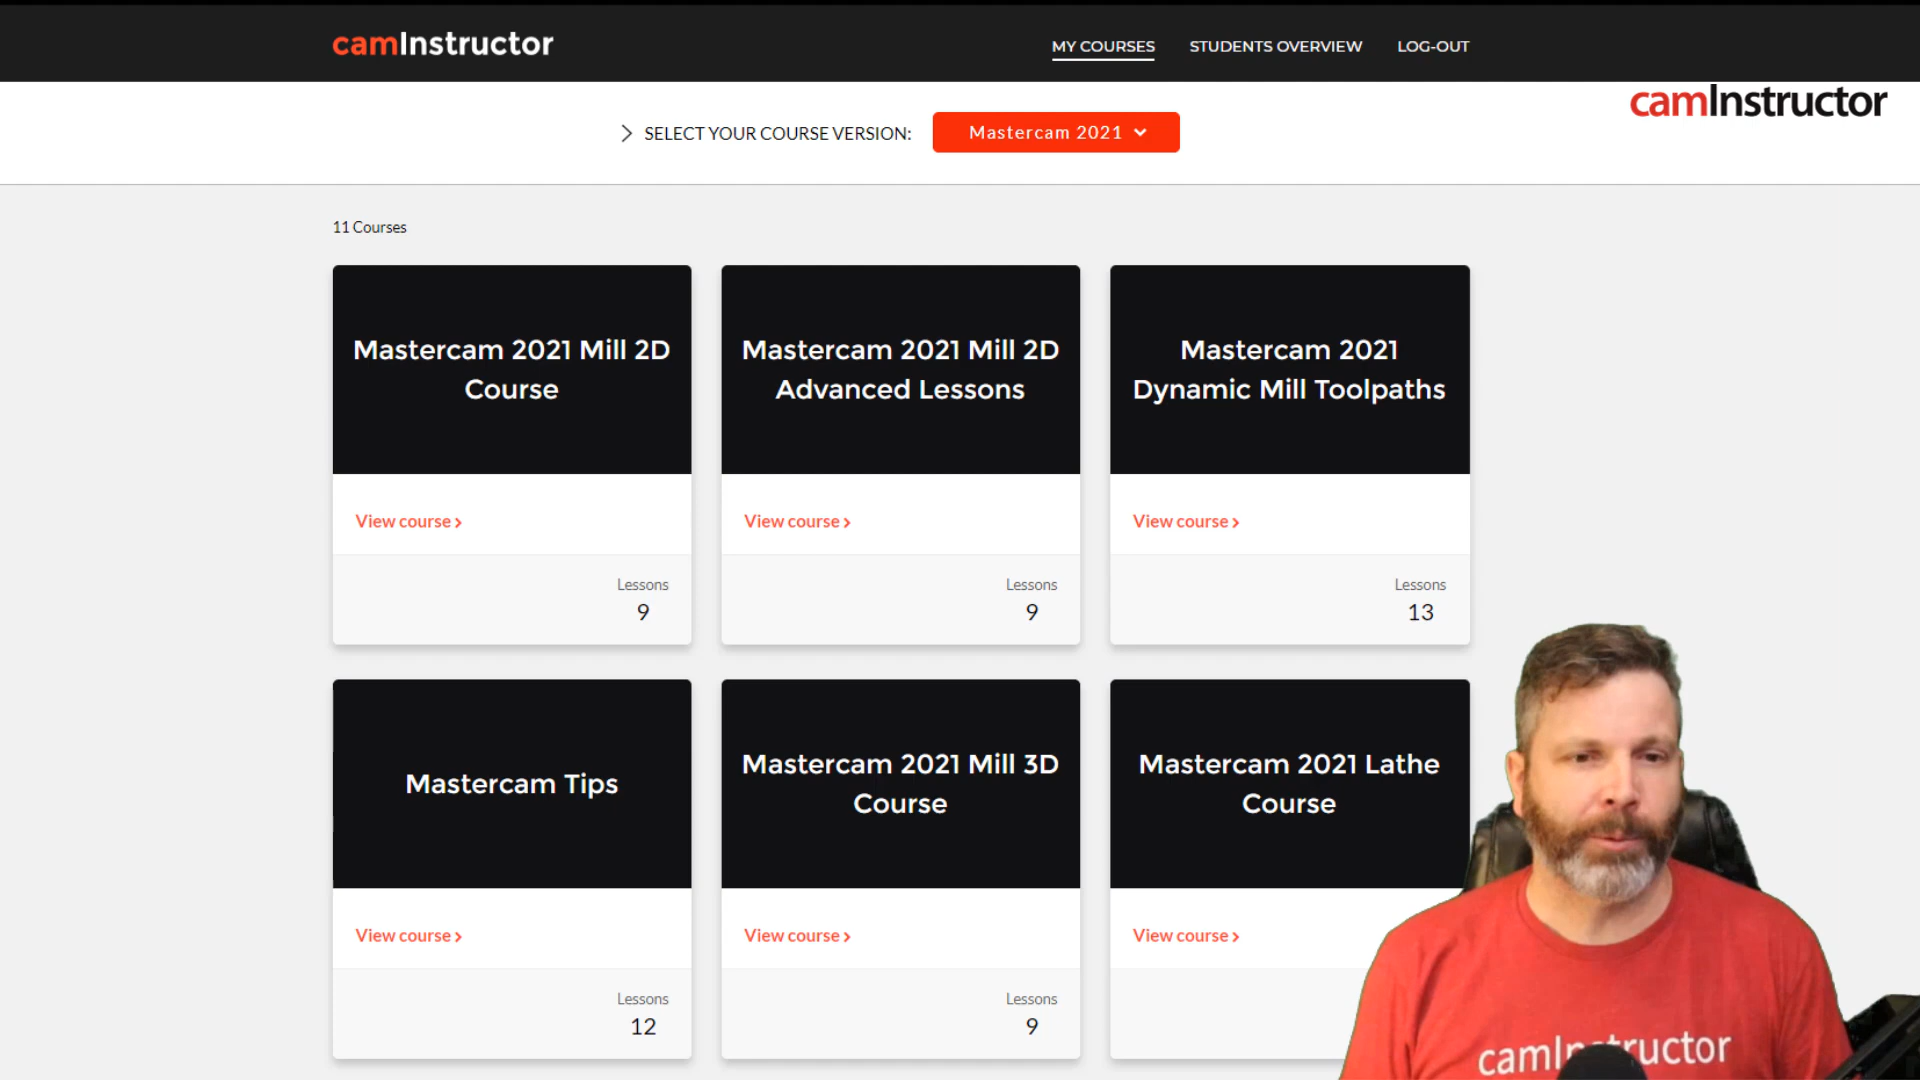 camInstructor
MY COURSES
STUDENTS OVERVIEW
LOG-OUT
camInstructor
SELECT YOUR COURSE VERSION:
Mastercam 2021
11 Courses
Mastercam 2021 Mill 2D
Course
View course
Lessons
9
Mastercam 2021 Mill 2D
Advanced Lessons
View course
Lessons
9
Mastercam 2021
Dynamic Mill Toolpaths
View course
Lessons
13
Mastercam Tips
View course
Lessons
12
Mastercam 2021 Mill 3D
Course
View course
Lessons
9
Mastercam 2021 Lathe
Course
View course
camInstructor